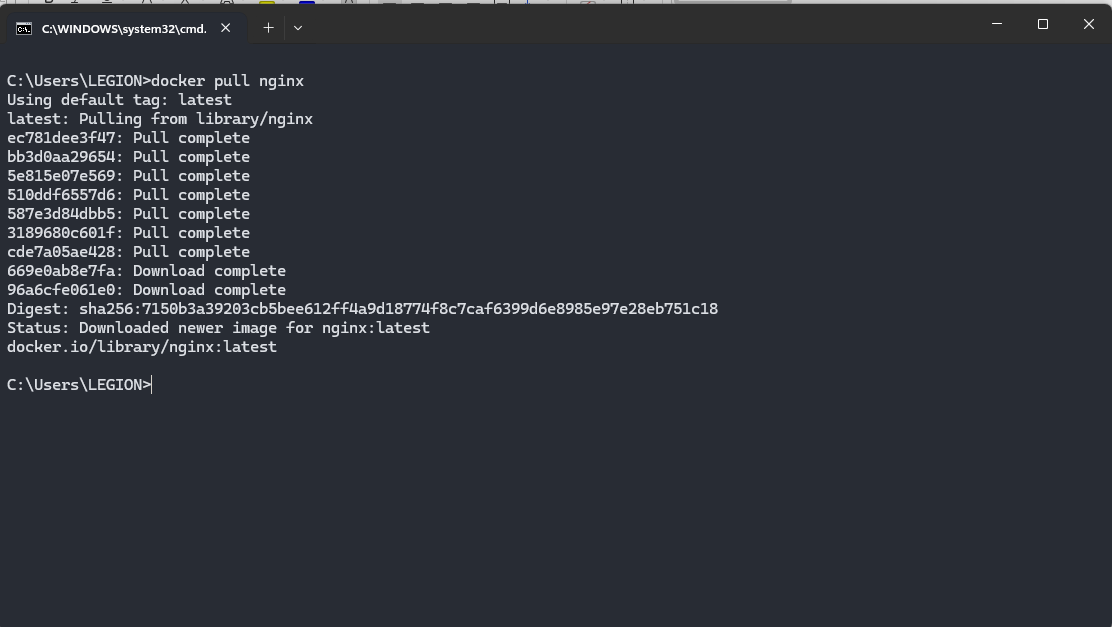 C:\WINDOWS\system32\cmd.
C:\Users\LEGION>docker pull nginx
Using default tag: latest
latest: Pulling from library/nginx
ec781dee3f47: Pull complete
bb3d0aa29654: Pull complete
5e815e07e569: Pull complete
510ddf6557d6: Pull complete
587e3d84dbb5: Pull complete
3189680c601f: Pull complete
cde7a05ae428: Pull complete
669e0ab8e7fa: Download complete
96a6cfe061e0: Download complete
Digest: sha256:7150b3a39203cb5bee612ff4a9d18774f8c7caf6399d6e8985e97e28eb751c18
Status: Downloaded newer image for nginx:latest
docker.io/library/nginx:latest
C:\Users\LEGION>